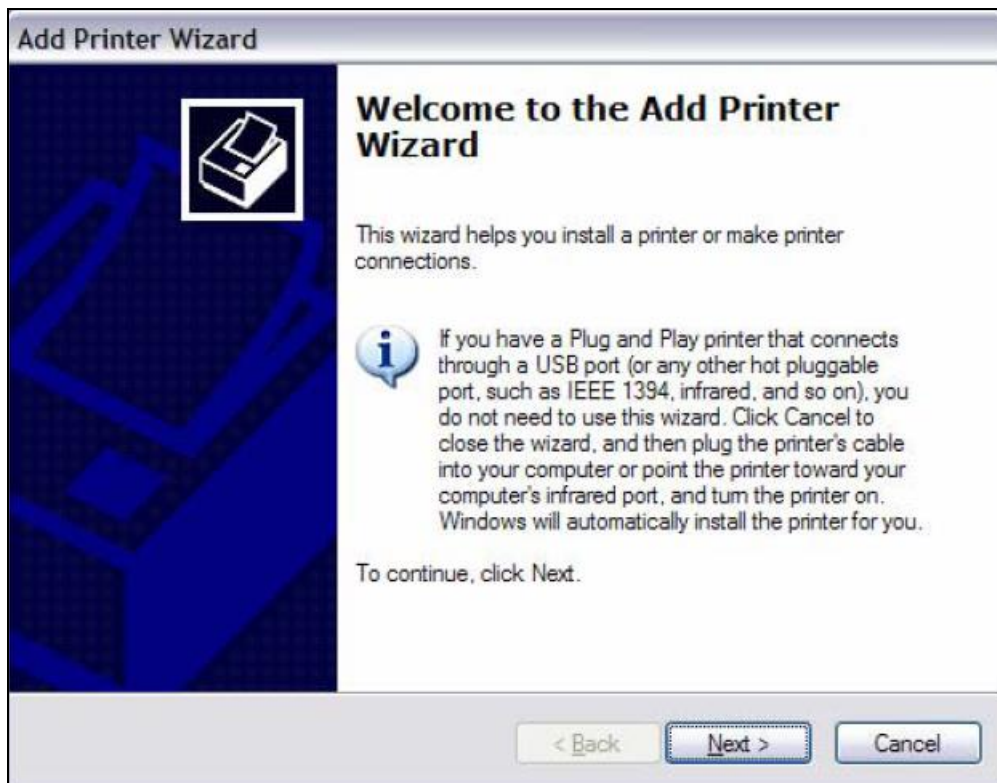 Add Printer Wizard
Welcome to the Add Printer
Wizard
This wizard helps you install a printer or make printer
connections.
If you have a Plug and Play printer that connects
through a USB port (or any other hot pluggable
port, such as IEEE 1394, infrared, and so on), you
do not need to use this wizard. Click Cancel to
close the wizard, and then plug the printer's cable
into your computer or point the printer toward your
computer's infrared port, and turn the printer on.
Windows will automatically install the printer for you.
To continue, click Next.
< Back Next > Cancel